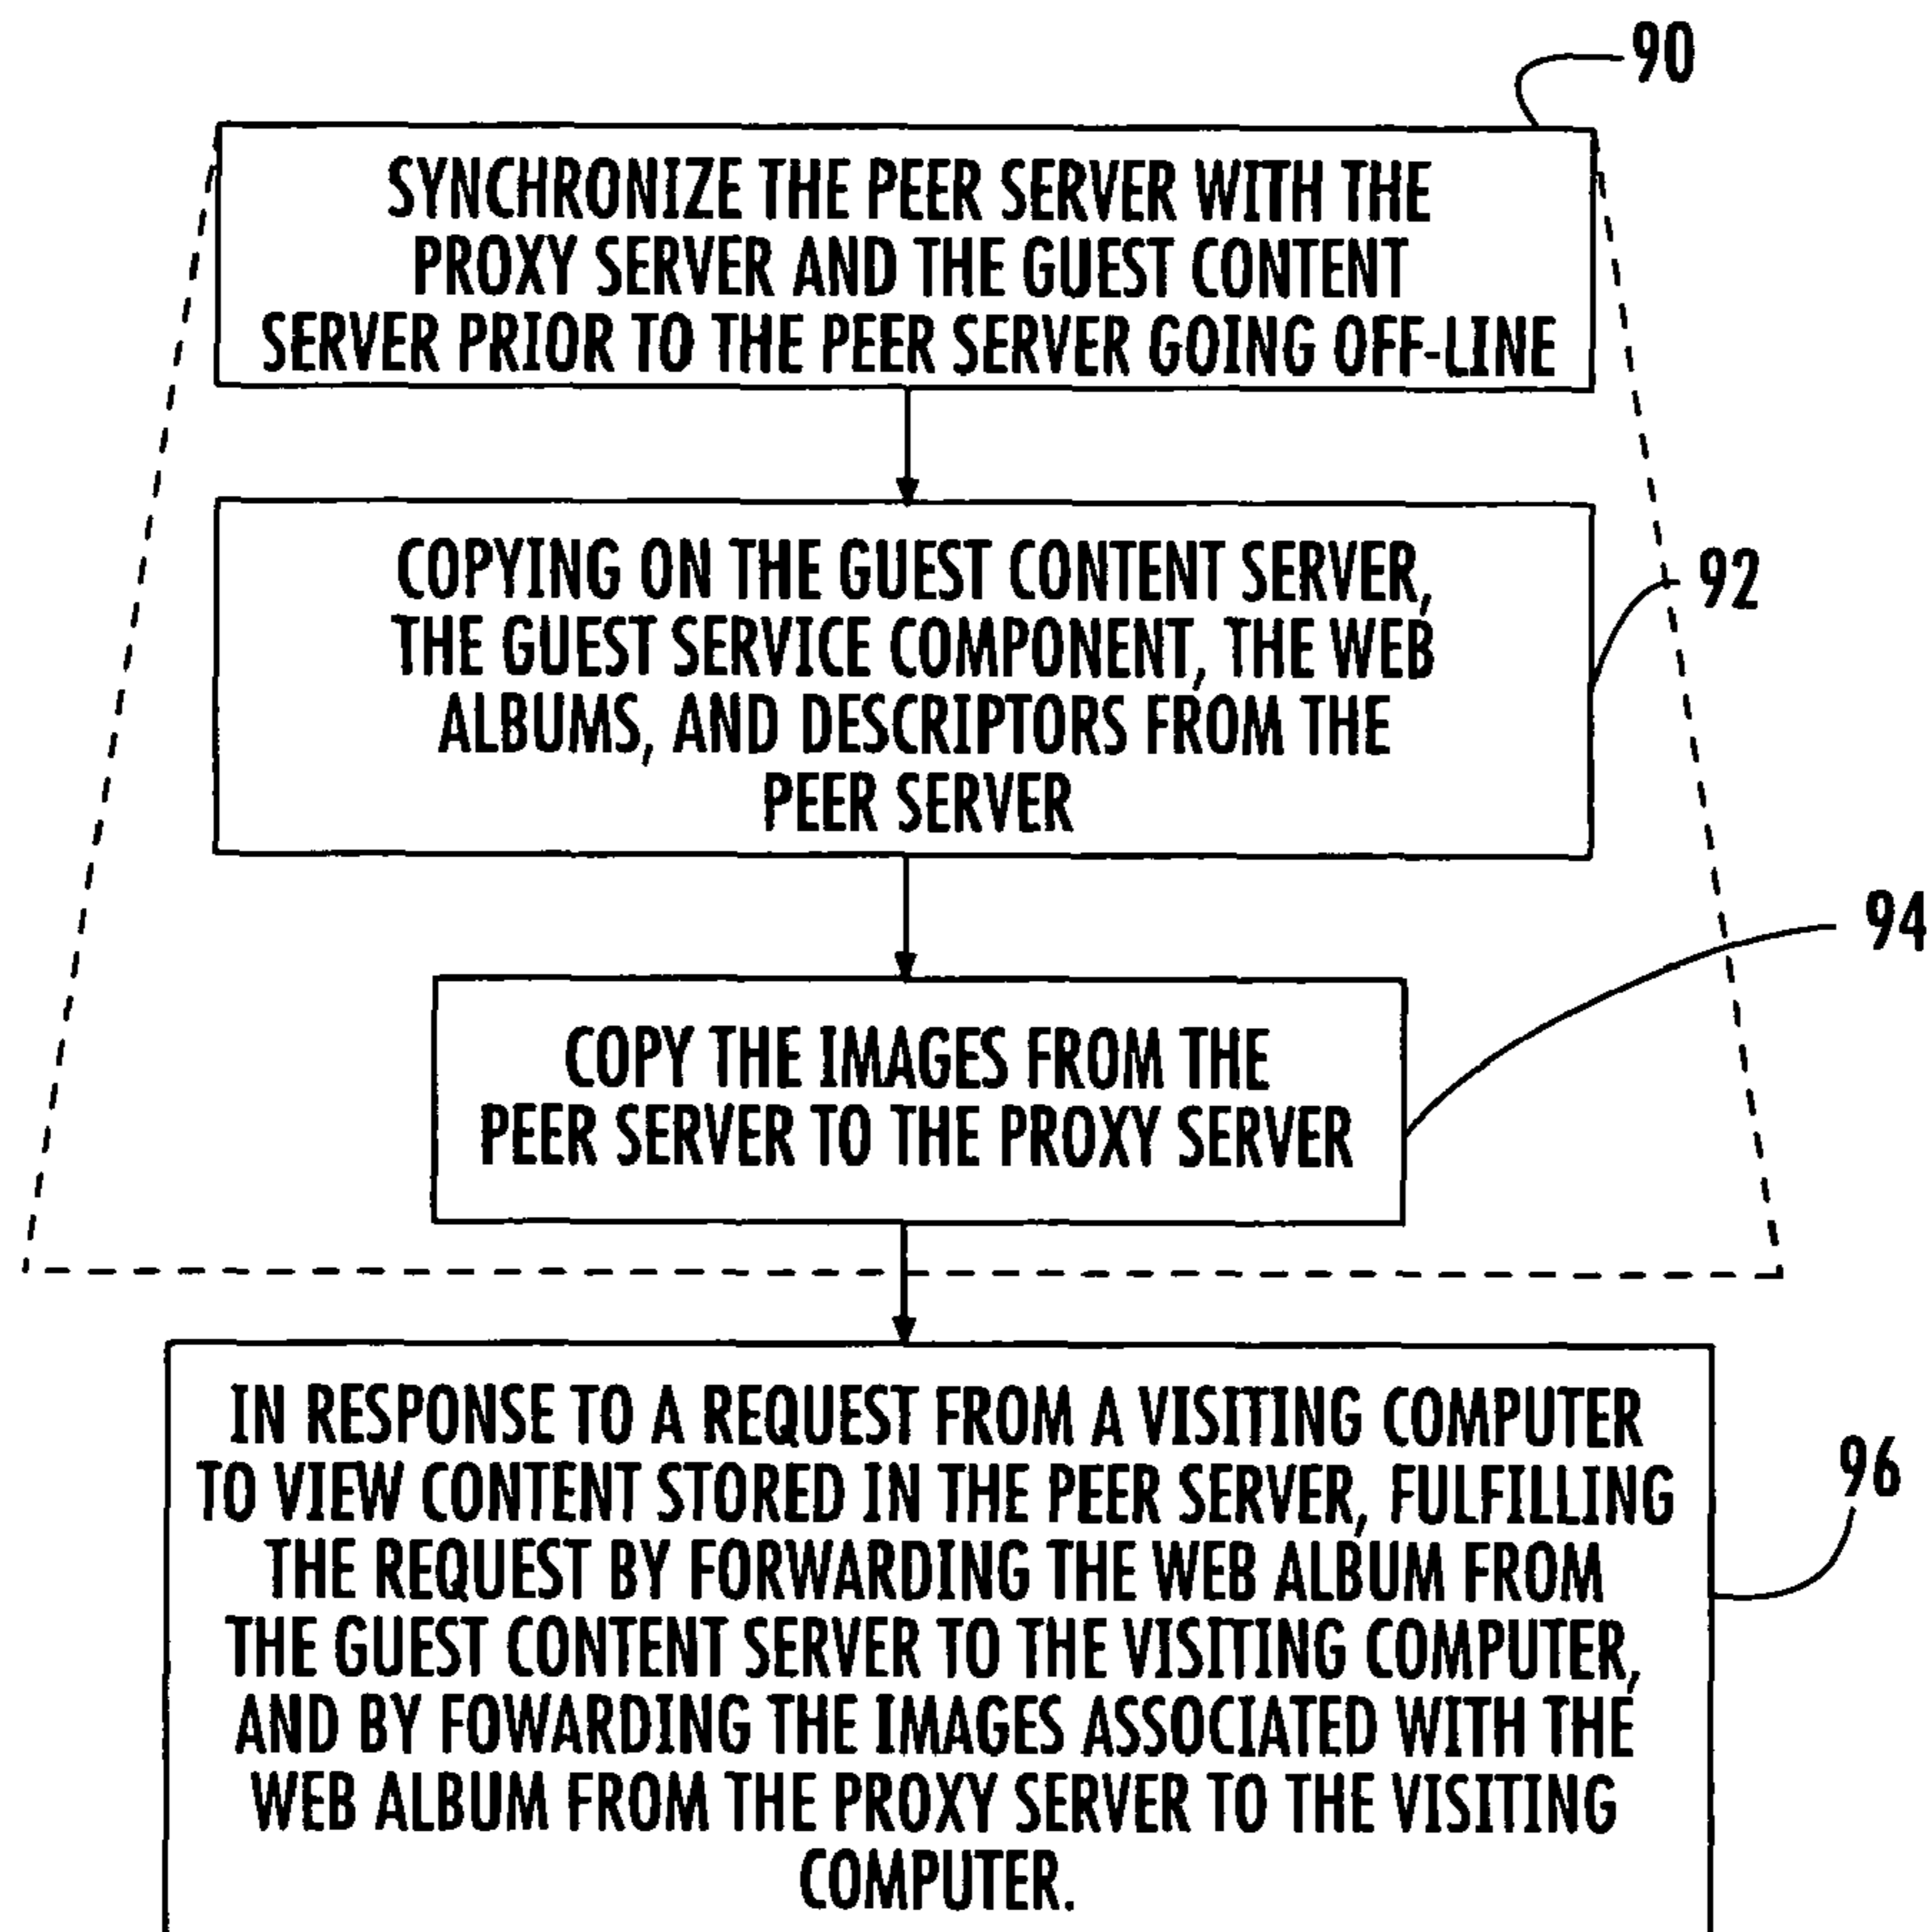 90
SYNCHRONIZE THE PEER SERVER WITH THE
PROXY SERVER AND THE GUEST CONTENT
SERVER PRIOR TO THE PEER SERVER GOING OFF-LINE
COPYING ON THE GUEST CONTENT SERVER,
THE GUEST SERVICE COMPONENT, THE WEB
ALBUMS, AND DESCRIPTORS FROM THE
PEER SERVER
92
94
COPY THE IMAGES FROM THE
PEER SERVER TO THE PROXY SERVER
IN RESPONSE TO A REQUEST FROM A VISITING COMPUTER
TO VIEW CONTENT STORED IN THE PEER SERVER, FULFILLING
THE REQUEST BY FORWARDING THE WEB ALBUM FROM
THE GUEST CONTENT SERVER TO THE VISITING COMPUTER,
AND BY FOWARDING THE IMAGES ASSOCIATED WITH THE
WEB ALBUM FROM THE PROXY SERVER TO THE VISITING
COMPUTER.
96